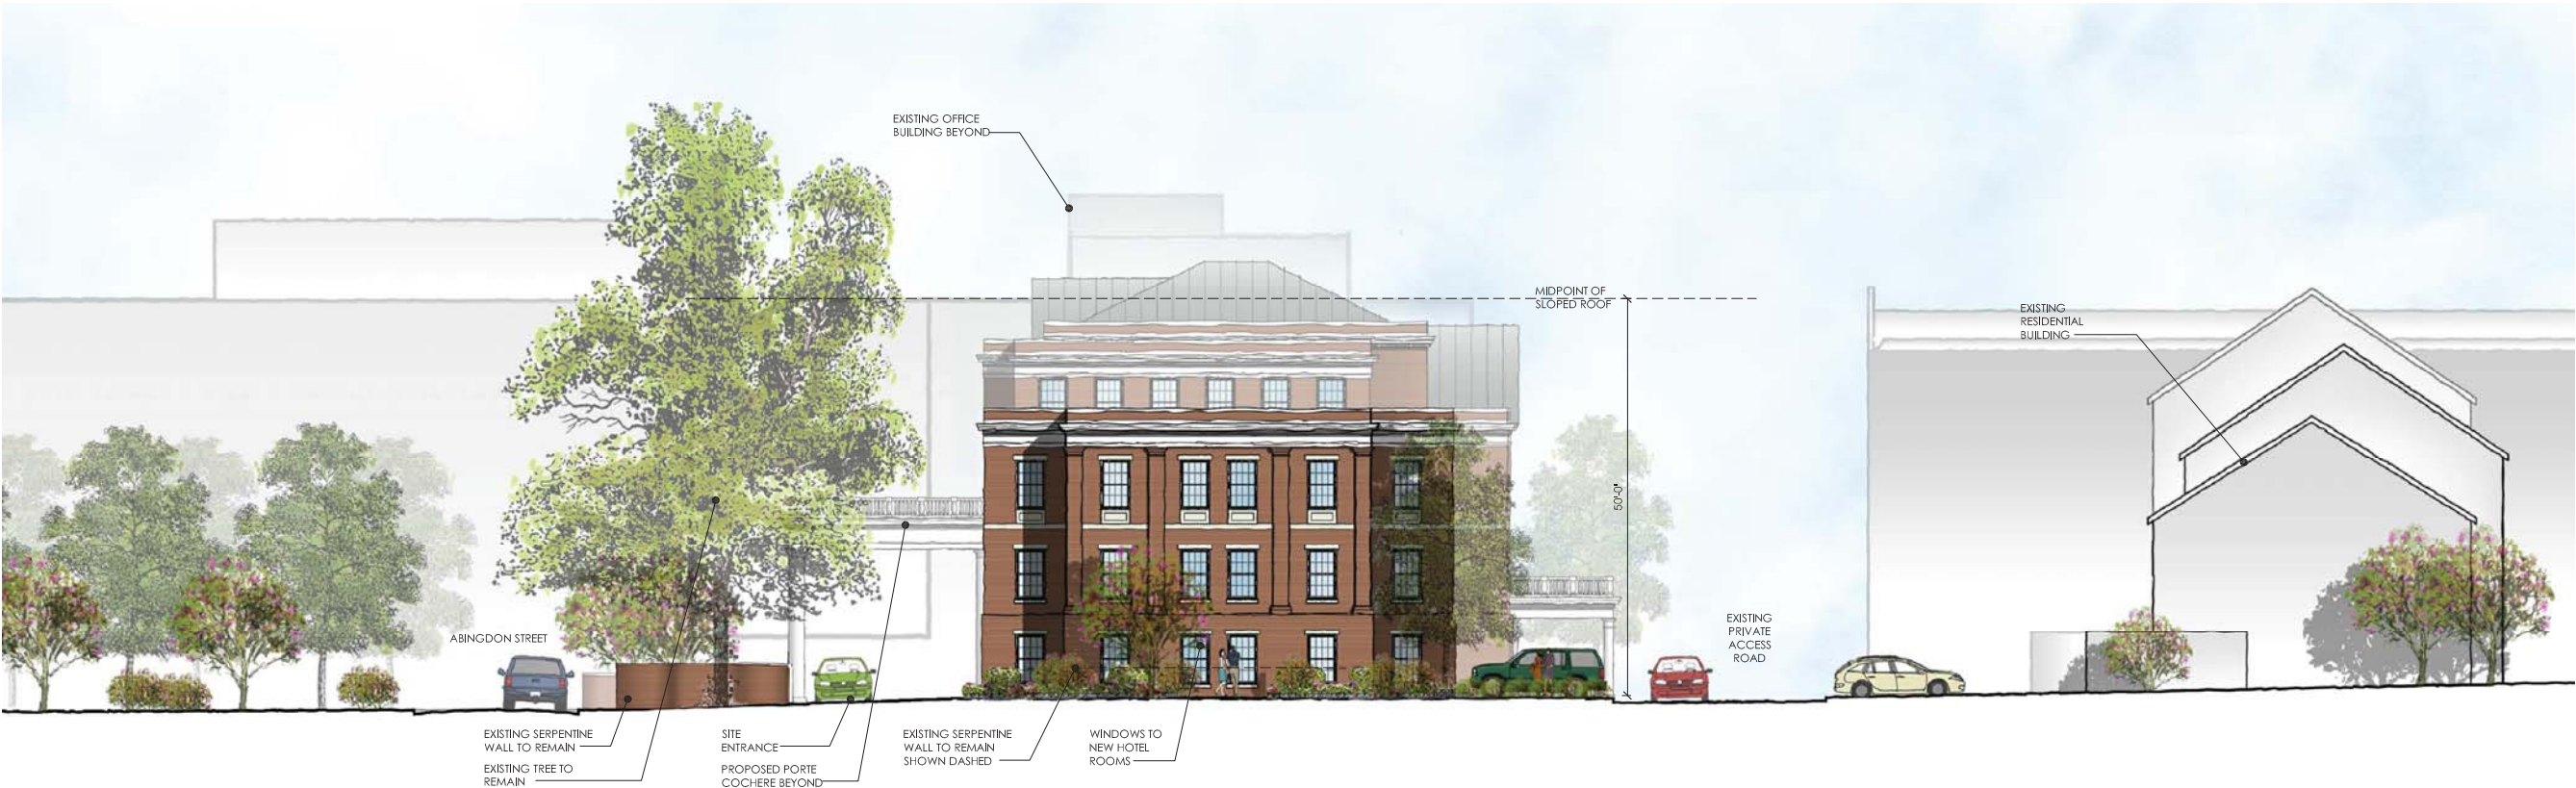 EXISTING OFFICE
BUILDING BEYOND
MIDPOINT OF
SLOPED ROOF
EXISTING
RESIDENTIAL
BUILDING
50'-0"
ABINGDON STREET
EXISTING
PRIVATE
ACCESS
ROAD
EXISTING SERPENTINE
WALL TO REMAIN
EXISTING TREE TO
REMAIN
SITE
ENTRANCE
PROPOSED PORTE
COCHERE BEYOND
EXISTING SERPENTINE
WALL TO REMAIN
SHOWN DASHED
WINDOWS TO
NEW HOTEL
ROOMS